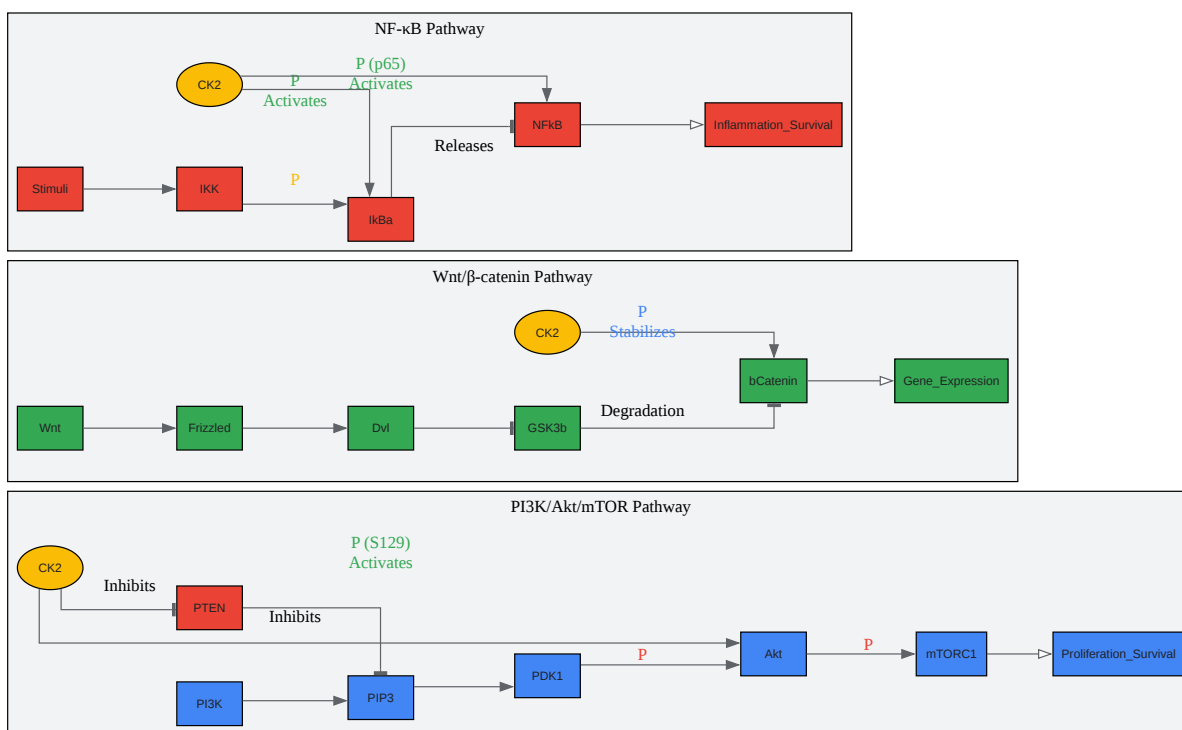 NF-κB Pathway
P (p65)
Activates
CK2
P
Activates
NFkB
Inflammation_Survival
Releases
Stimuli
IKK
P
IkBa
Wnt/β-catenin Pathway
CK2
P
Stabilizes
bCatenin
Gene_Expression
Wnt
Frizzled
Dvl
GSK3b
Degradation
PI3K/Akt/mTOR Pathway
P (S129)
Activates
CK2
Inhibits
PTEN
Inhibits
PI3K
PIP3
PDK1
P
Akt
P
mTORC1
Proliferation_Survival